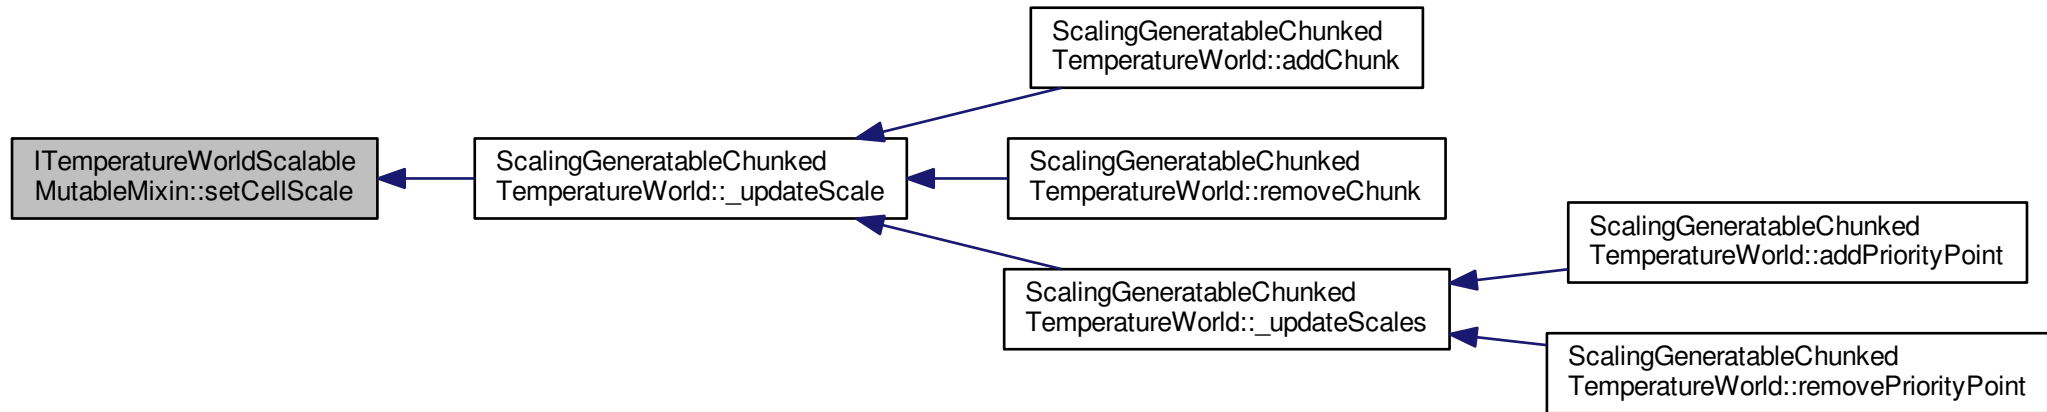 ITemperatureWorldScalable
MutableMixin::setCellScale
ScalingGeneratableChunked
TemperatureWorld::_updateScale
ScalingGeneratableChunked
TemperatureWorld::addChunk
ScalingGeneratableChunked
TemperatureWorld::removeChunk
ScalingGeneratableChunked
TemperatureWorld::_updateScales
ScalingGeneratableChunked
TemperatureWorld::addPriorityPoint
ScalingGeneratableChunked
TemperatureWorld::removePriorityPoint